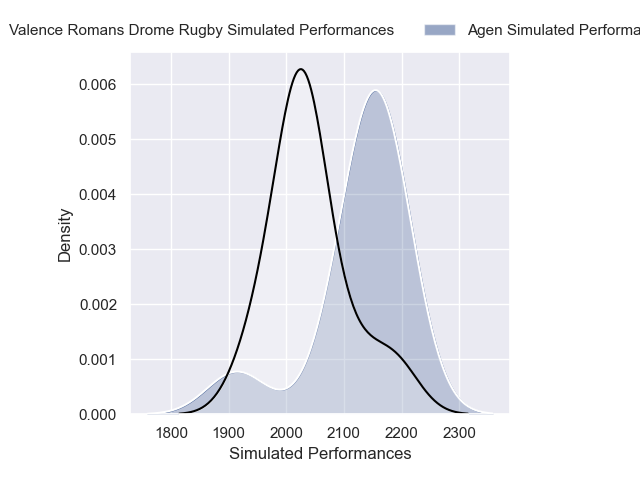 Valence Romans Drome Rugby Simulated Performances Agen Simulated Performa
0.006
0.005
0.004
0.003
0.002
0.001
0.000
Density
1800 1900 2000 2100 2200 2300
Simulated Performances